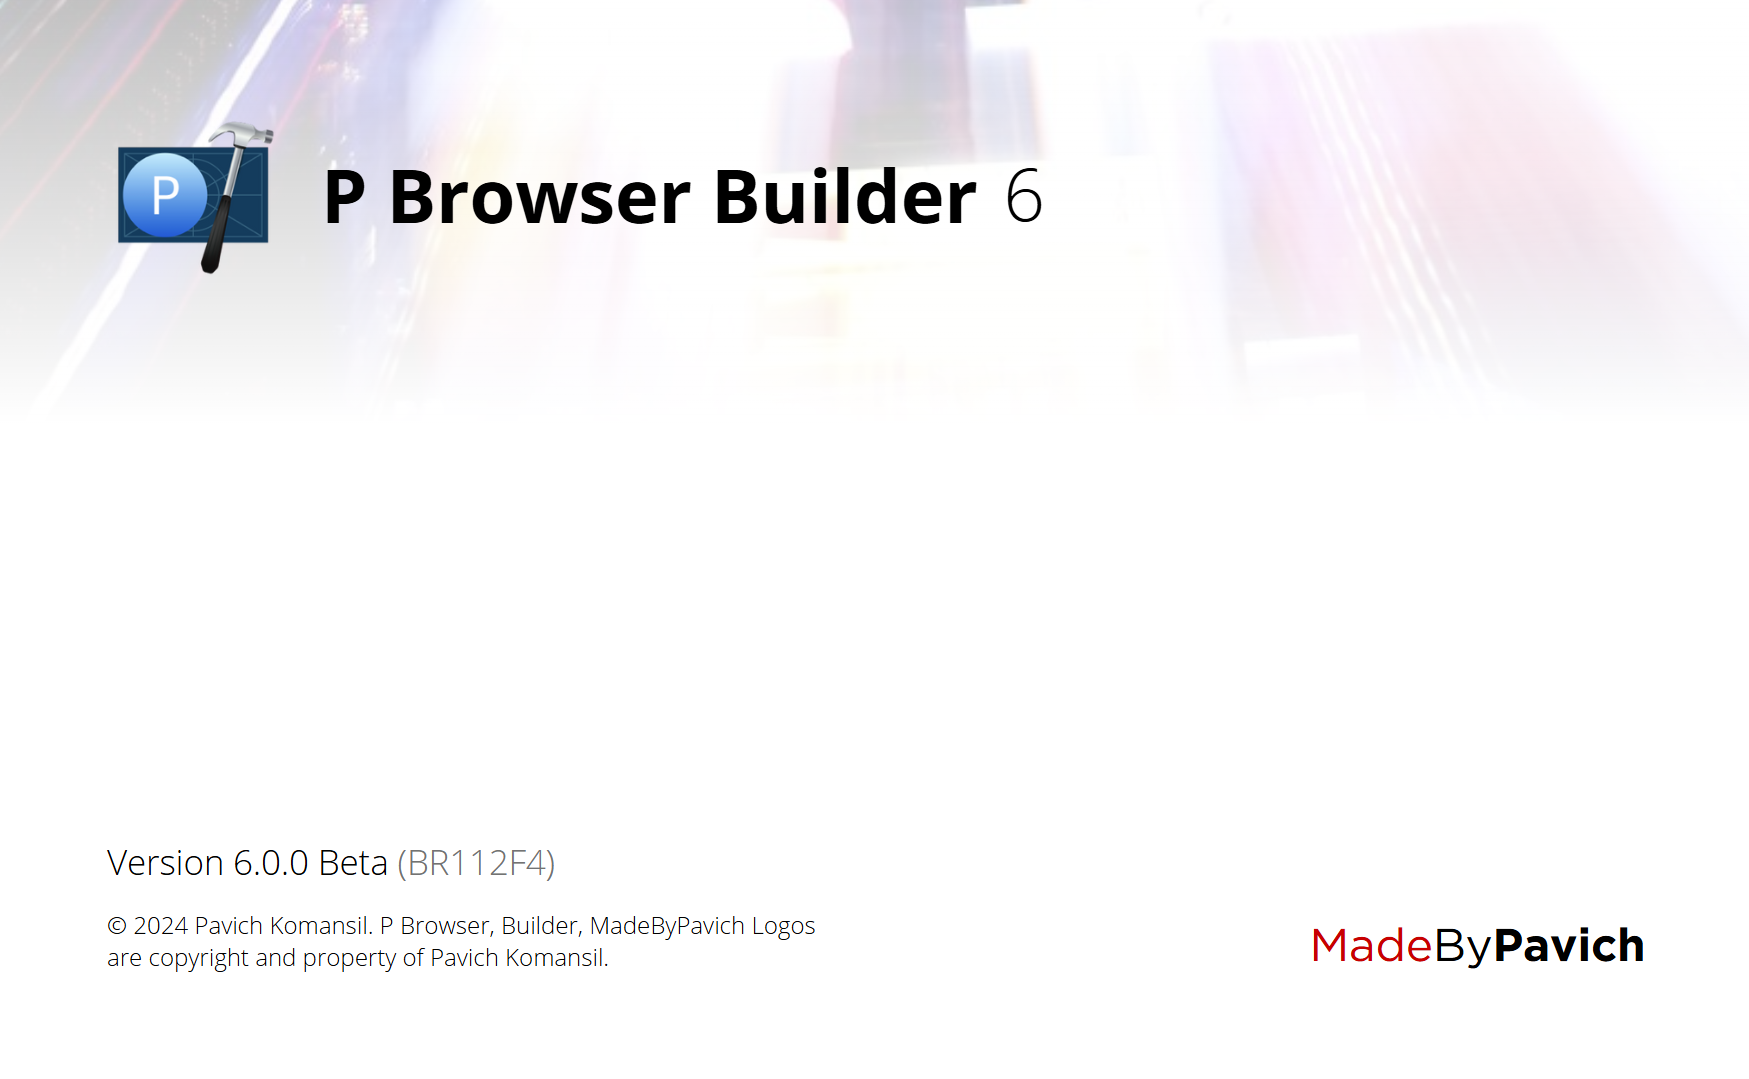 P
P Browser Builder 6
Version 6.0.0 Beta (BR112F4)
© 2024 Pavich Komansil. P Browser, Builder, MadeByPavich Logos
are copyright and property of Pavich Komansil.
MadeByPavich